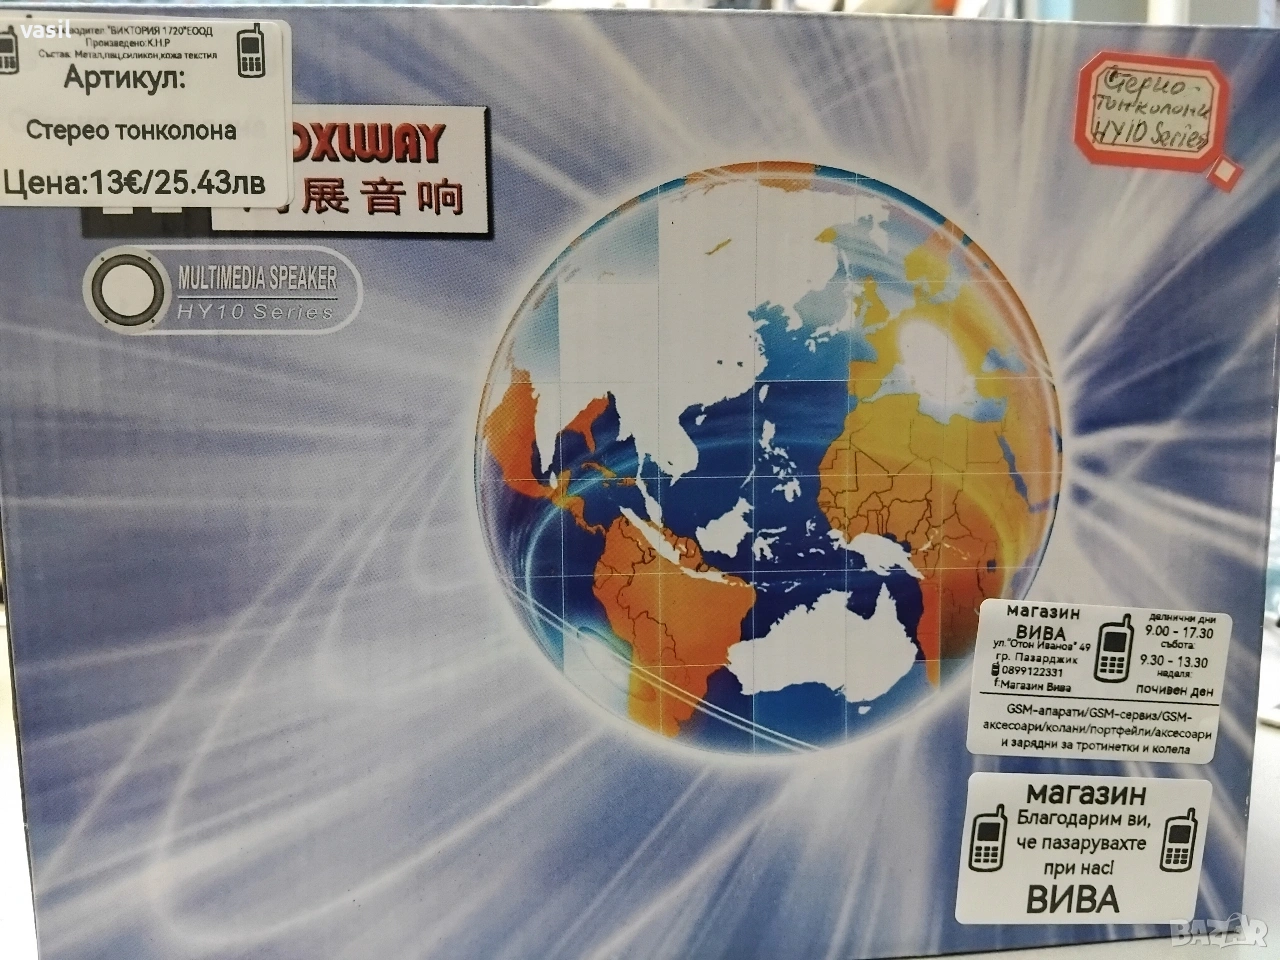 vasil
"ВИКТОРИЯ 1720"ЕООД
Произведено:К.Н.Р
Състав: Метал,пвц,силикон,кожа текстил
Артикул:
Стерео тонколона
Цена:13€/25.43лв
OXLWAY
展音响
MULTIMEDIA SPEAKER
HY10 Series
Стерео-
тонколони
HY10 Series
магазин
ВИВА
ул."Отон Иванов" 49
гр. Пазарджик
0899122331
f:Магазин Вива
делнични дни
9.00 - 17.30
събота:
9.30 - 13.30
неделя:
почивен ден
GSM-апарати/GSM-сервиз/GSM-
аксесоари/колани/портфейли/аксесоари
и зарядни за тротинетки и колела
магазин
Благодарим ви,
че пазарувахте
при нас!
ВИВА
BAZAR